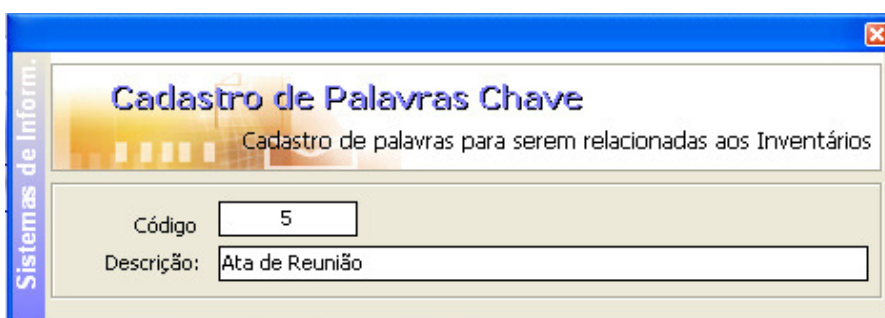 Sistemas de Inform.
Cadastro de Palavras Chave
Cadastro de palavras para serem relacionadas aos Inventários
Código 5
Descrição: Ata de Reunião